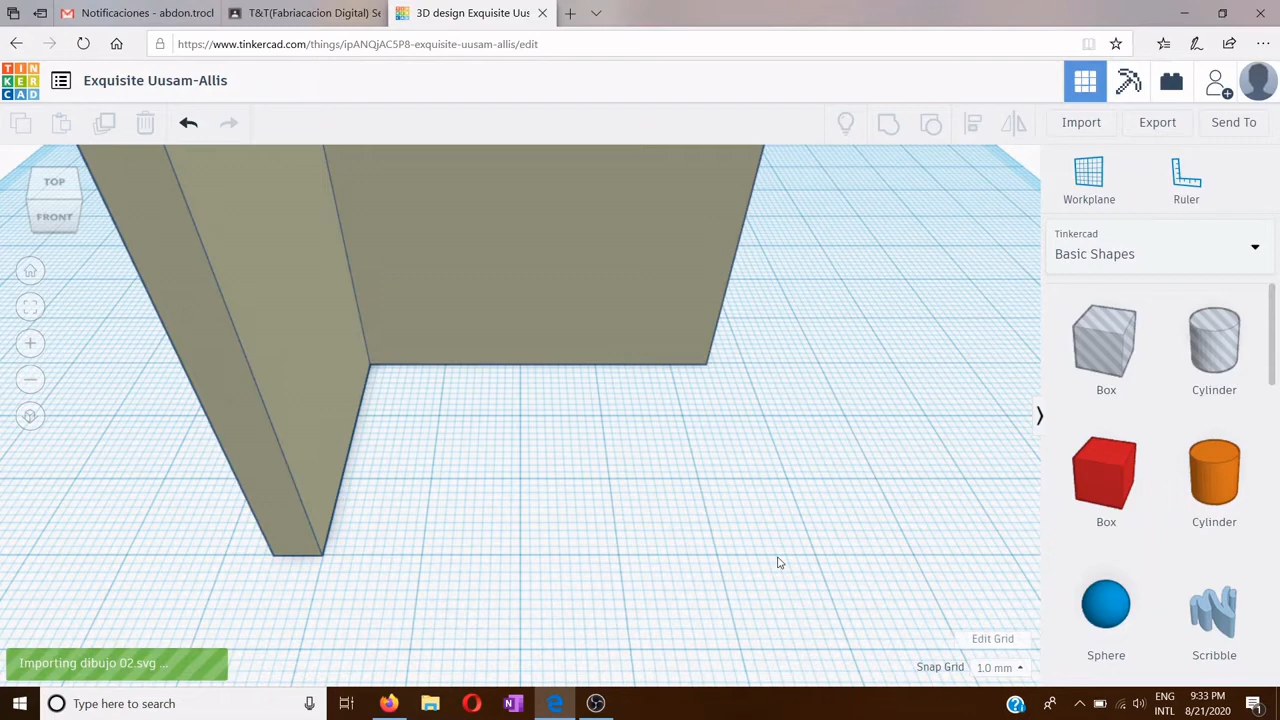 Notificaciones - abdon.trocl
T&T(Fabriacacion Digital) Se
3D design Exquisite Uus
https://www.tinkercad.com/things/ipANQjAC5P8-exquisite-uusam-allis/edit
TIN
KER
CAD
Exquisite Uusam-Allis
Import
Export
Send To
TOP
FRONT
Workplane
Ruler
Tinkercad
Basic Shapes
Box
Cylinder
Box
Cylinder
Sphere
Scribble
Edit Grid
Snap Grid
1.0 mm
Importing dibujo 02.svg ...
Type here to search
ENG
INTL
9:33 PM
8/21/2020